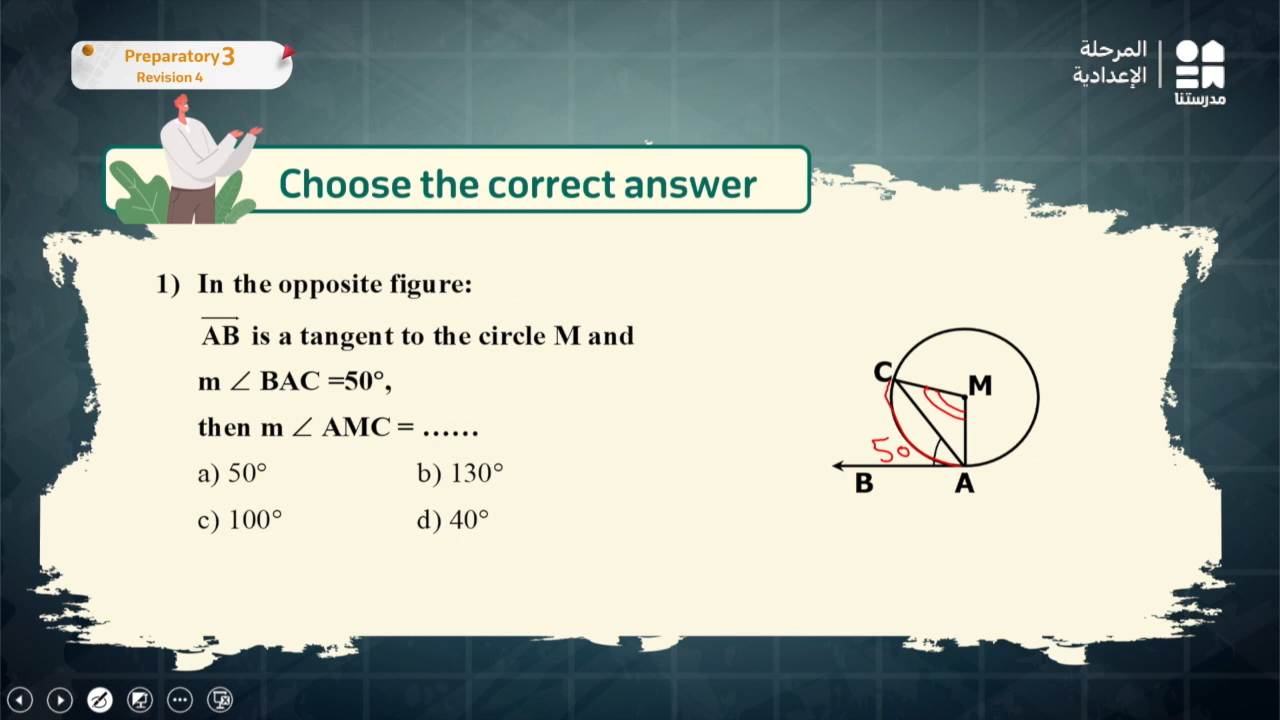 Preparatory 3
Revision 4
المرحلة
الإعدادية
مدرستنا
Choose the correct answer
1) In the opposite figure:
AB is a tangent to the circle M and
m ∠ BAC =50°,
then m ∠ AMC = ......
a) 50° b) 130°
c) 100° d) 40°
C
M
50
B
A